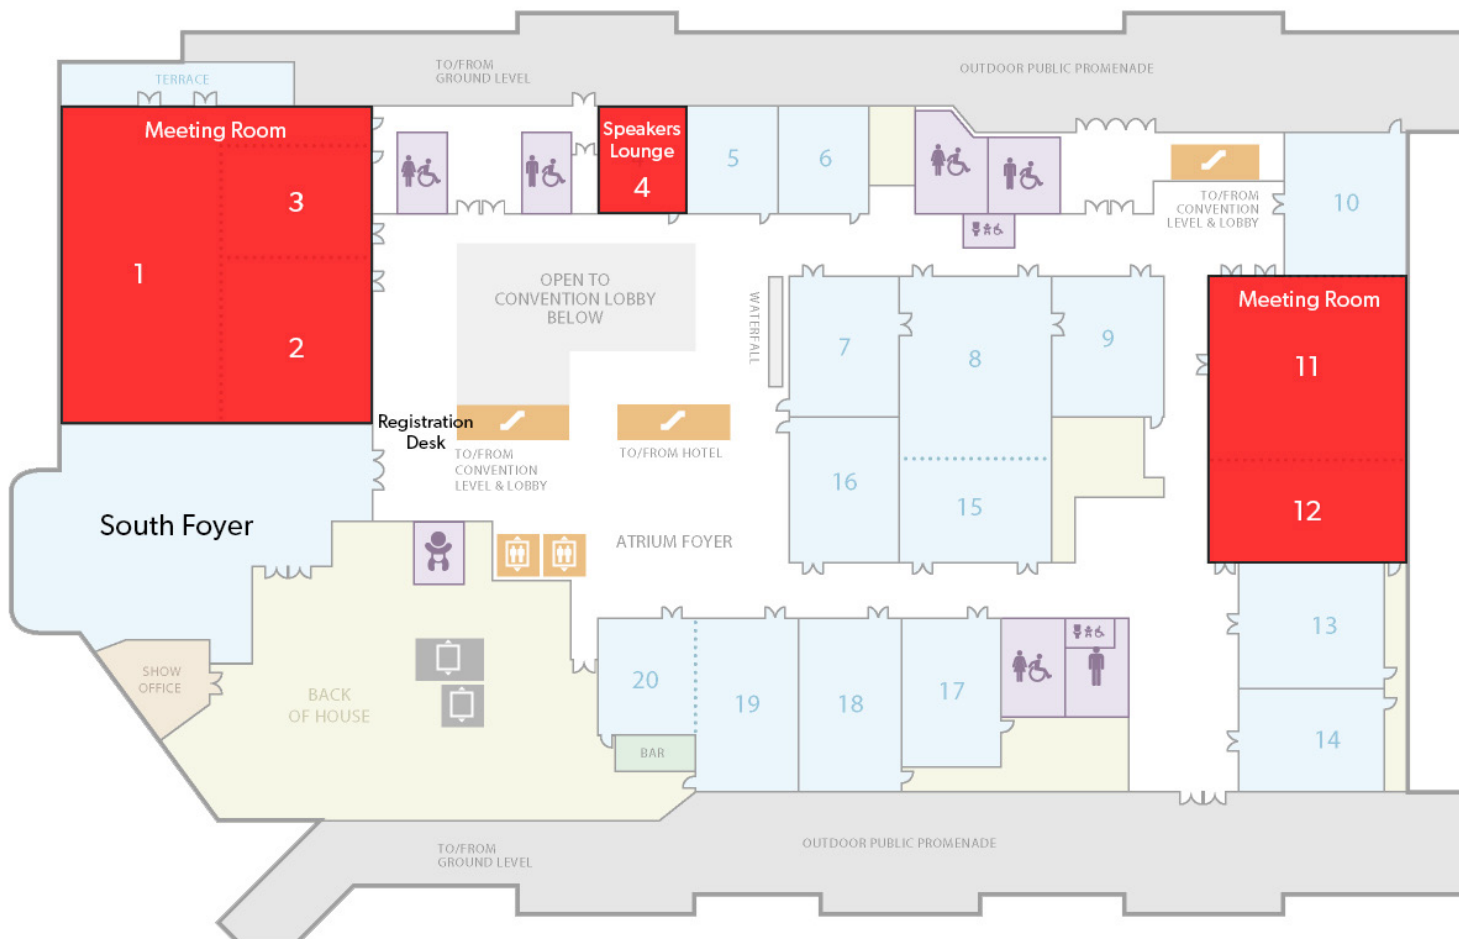 TO/FROM
GROUND LEVEL
OUTDOOR PUBLIC PROMENADE
TERRACE
Meeting Room
3
1
2
Speakers
Lounge
4
5
6
TO/FROM
CONVENTION
LEVEL & LOBBY
10
OPEN TO
CONVENTION LOBBY
BELOW
WATERFALL
7
8
9
Meeting Room
11
12
Registration
Desk
TO/FROM
CONVENTION
LEVEL & LOBBY
TO/FROM HOTEL
16
15
South Foyer
ATRIUM FOYER
SHOW
OFFICE
BACK
OF HOUSE
20
19
18
17
BAR
13
14
TO/FROM
GROUND LEVEL
OUTDOOR PUBLIC PROMENADE